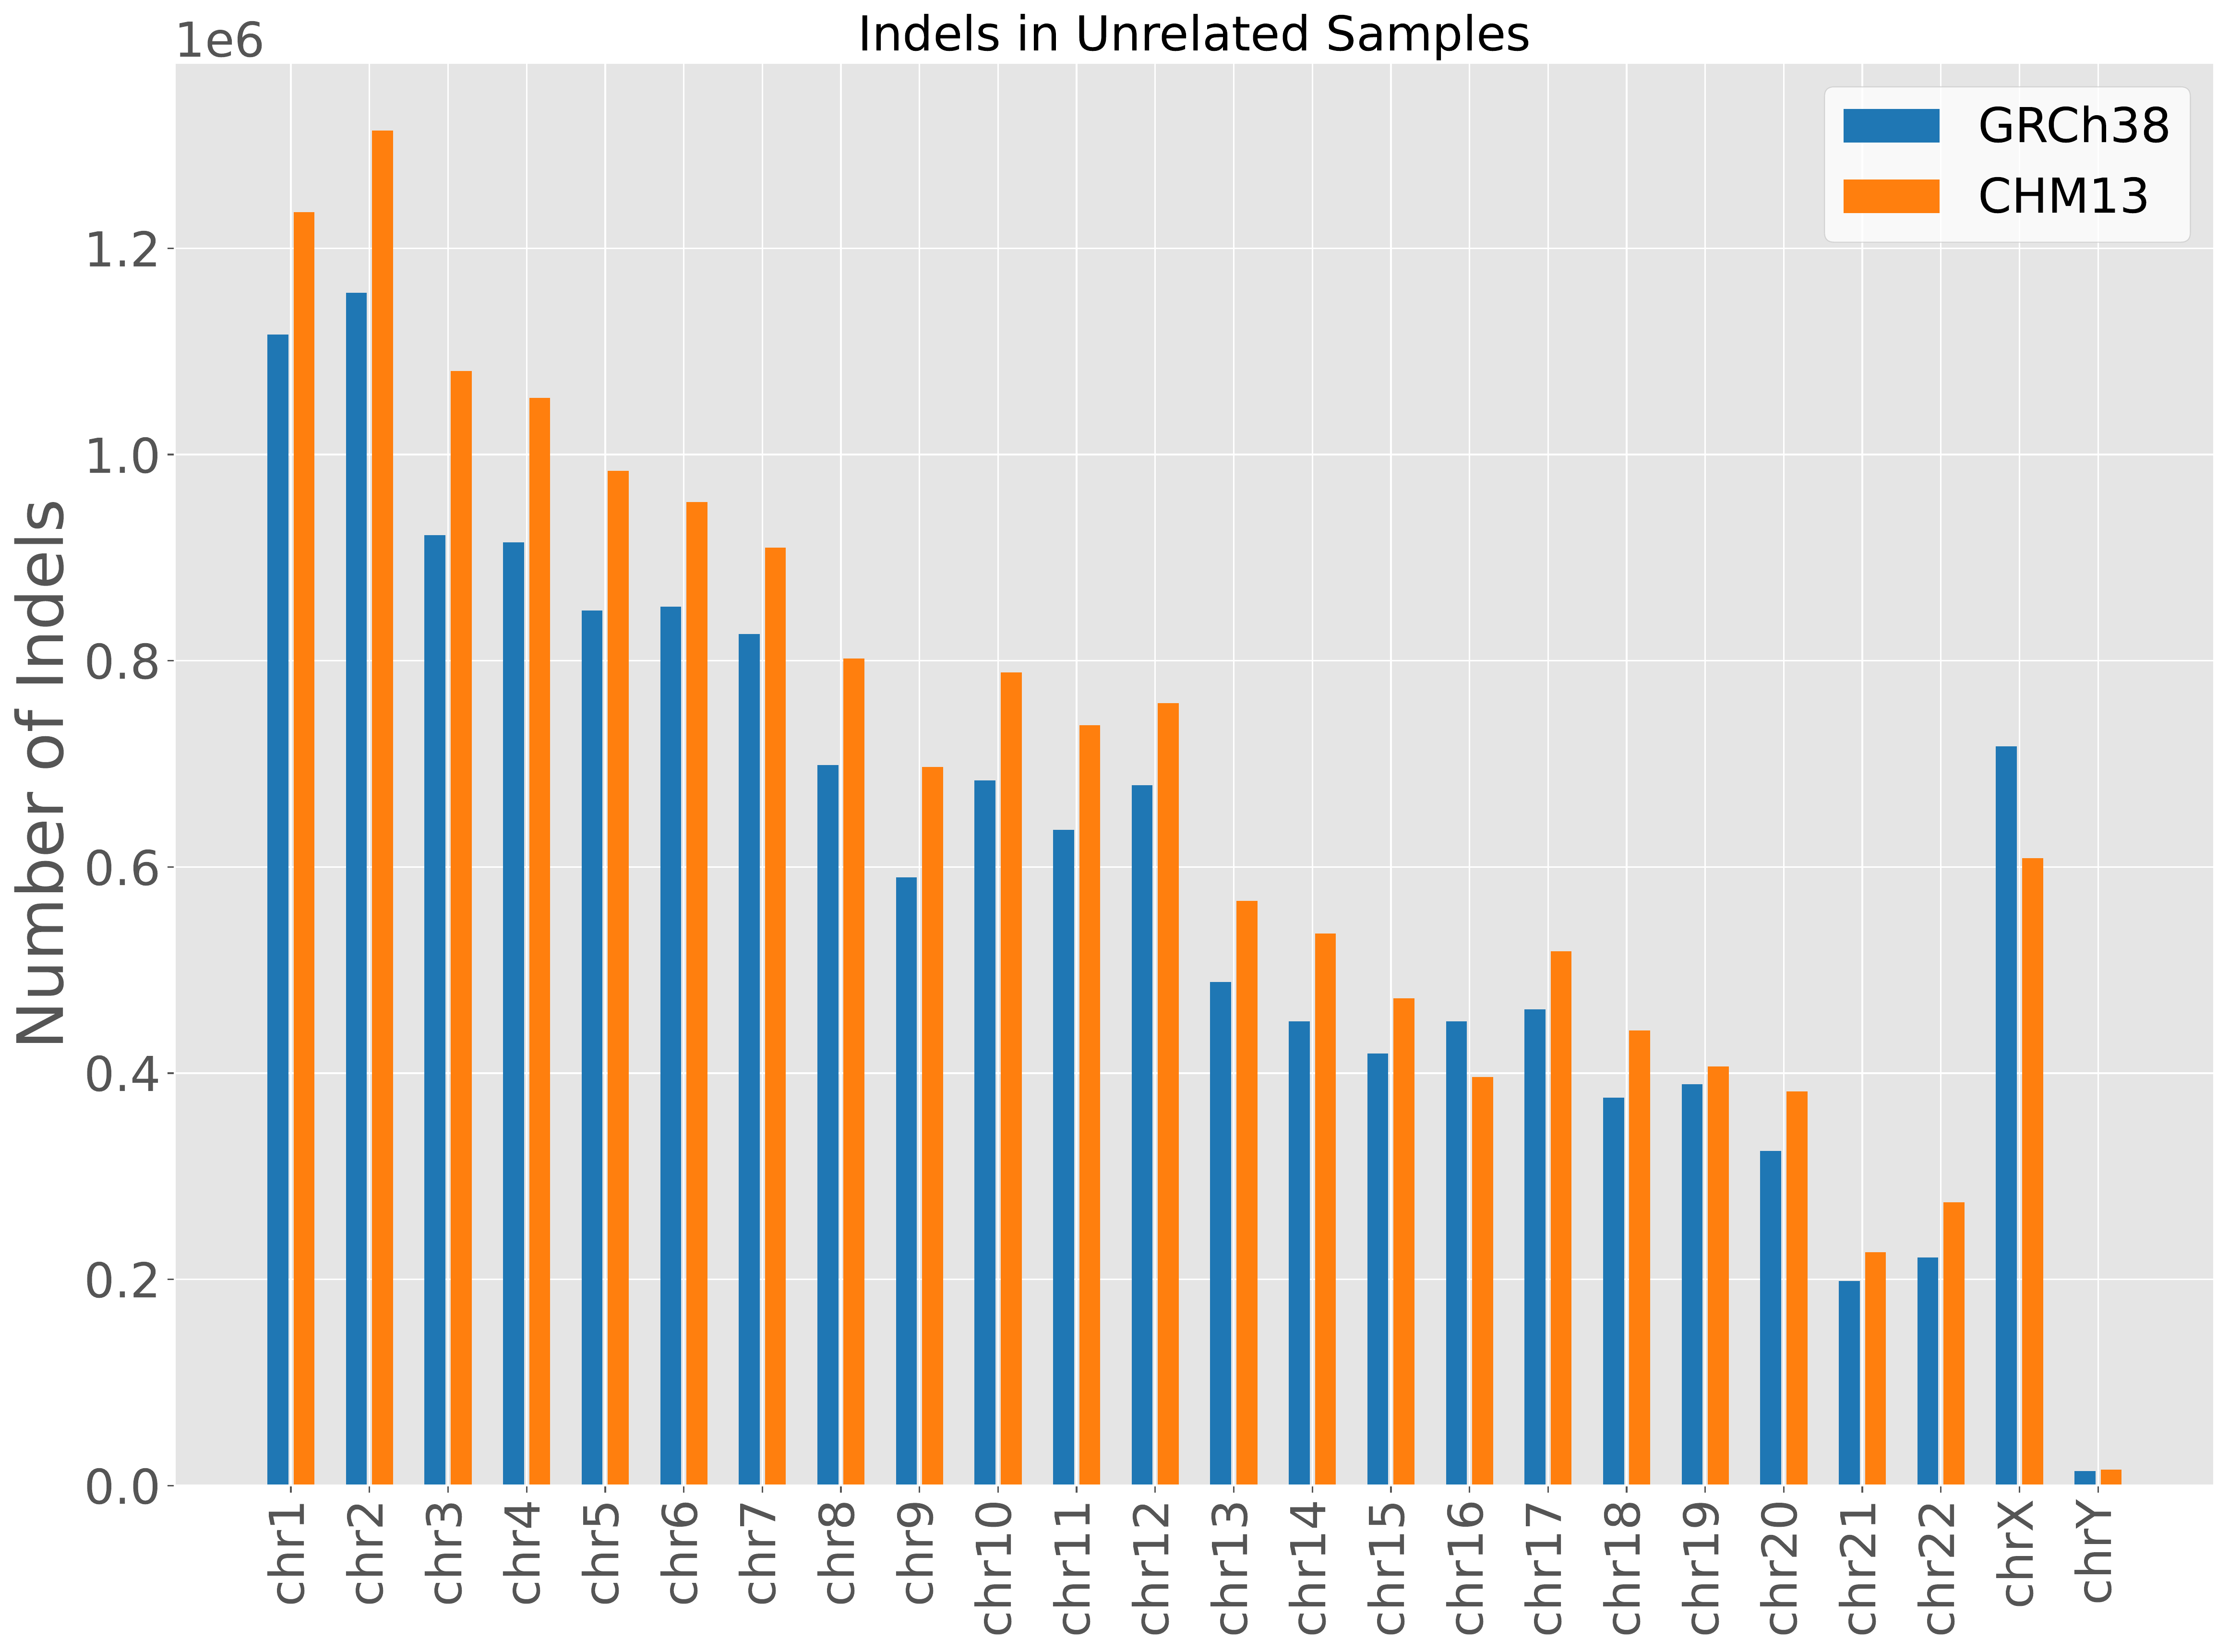 Indels in Unrelated Samples
1e6
GRCh38
CHM13
Number of Indels
1.2
1.0
0.8
0.6
0.4
0.2
0.0
chr1
chr2
chr3
chr4
chr5
chr6
chr7
chr8
chr9
chr10
chr11
chr12
chr13
chr14
chr15
chr16
chr17
chr18
chr19
chr20
chr21
chr22
chrX
chrY